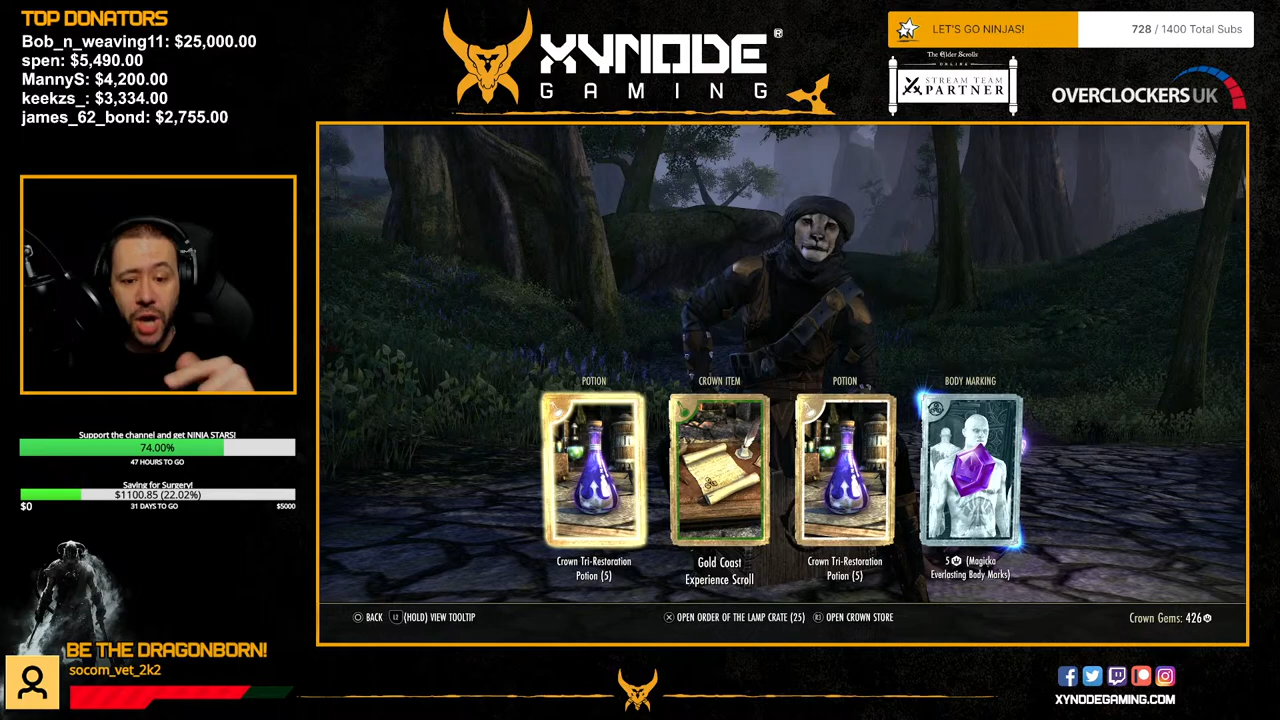 TOP DONATORS
Bob_n_weaving11: $25,000.00
spen: $5,490.00
MannyS: $4,200.00
keekzs_: $3,334.00
james_62_bond: $2,755.00
XYNODE ®
GAMING
LET'S GO NINJAS!
728 / 1400 Total Subs
The Elder Scrolls
ONLINE
STREAM TEAM
PARTNER
OVERCLOCKERS UK
POTION
CROWN ITEM
POTION
BODY MARKING
Crown Tri-Restoration
Potion (5)
Gold Coast
Experience Scroll
Crown Tri-Restoration
Potion (5)
5 (Magicka
Everlasting Body Marks)
BACK L2 (HOLD) VIEW TOOLTIP
OPEN ORDER OF THE LAMP CRATE (25)
OPEN CROWN STORE
Crown Gems: 426
Support the channel and get NINJA STARS!
74.00%
47 HOURS TO GO
Saving for Surgery!
$1100.85 (22.02%)
$0
31 DAYS TO GO
$5000
BE THE DRAGONBORN!
socom_vet_2k2
XYNODEGAMING.COM